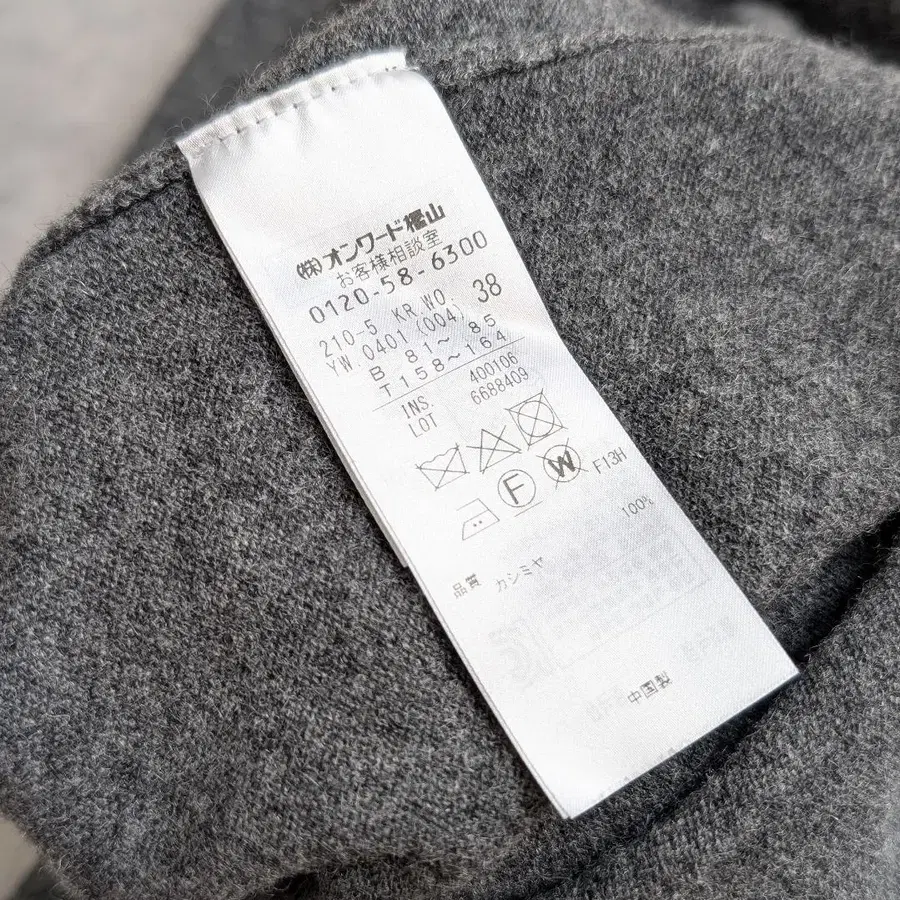 (株)オンワード樫山
お客様相談室
0120-58-6300
210-5 KR.WO. 38
YW.0401(004)
B 81~ 85
T158~164
INS. 400106
LOT 6688409
F W F13H
100%
品質 カシミヤ
中国製